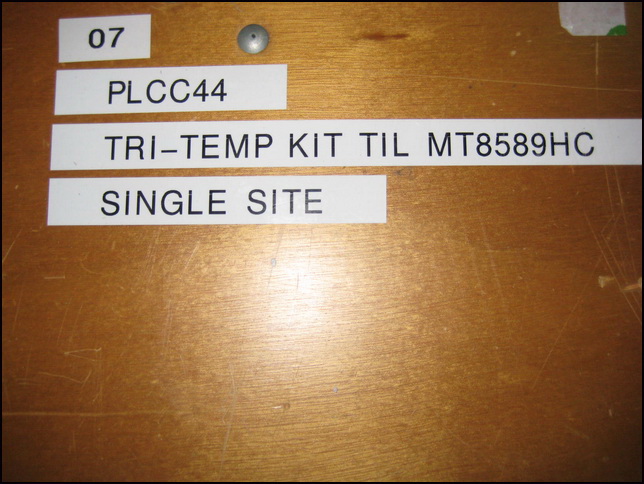 07
PLCC44
TRI-TEMP KIT TIL MT8589HC
SINGLE SITE